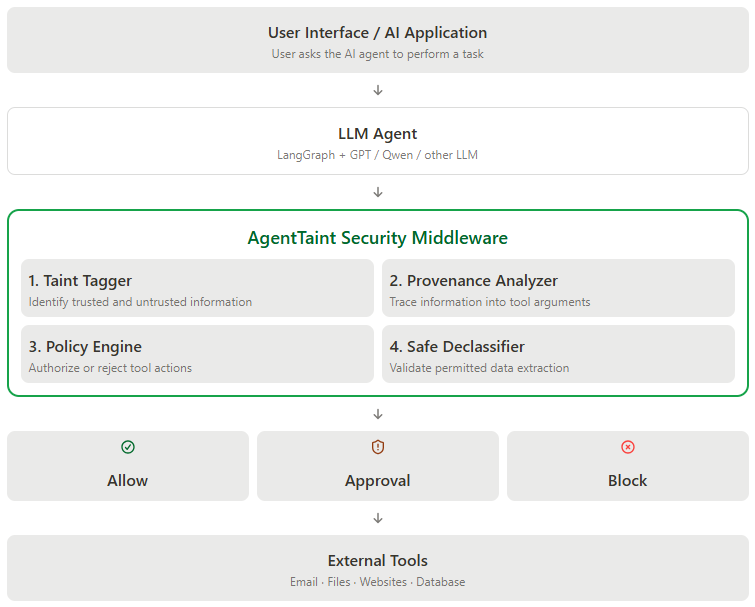 User Interface / AI Application
User asks the AI agent to perform a task
LLM Agent
LangGraph + GPT / Qwen / other LLM
AgentTaint Security Middleware
1. Taint Tagger
Identify trusted and untrusted information
2. Provenance Analyzer
Trace information into tool arguments
3. Policy Engine
Authorize or reject tool actions
4. Safe Declassifier
Validate permitted data extraction
Allow
Approval
Block
External Tools
Email · Files · Websites · Database